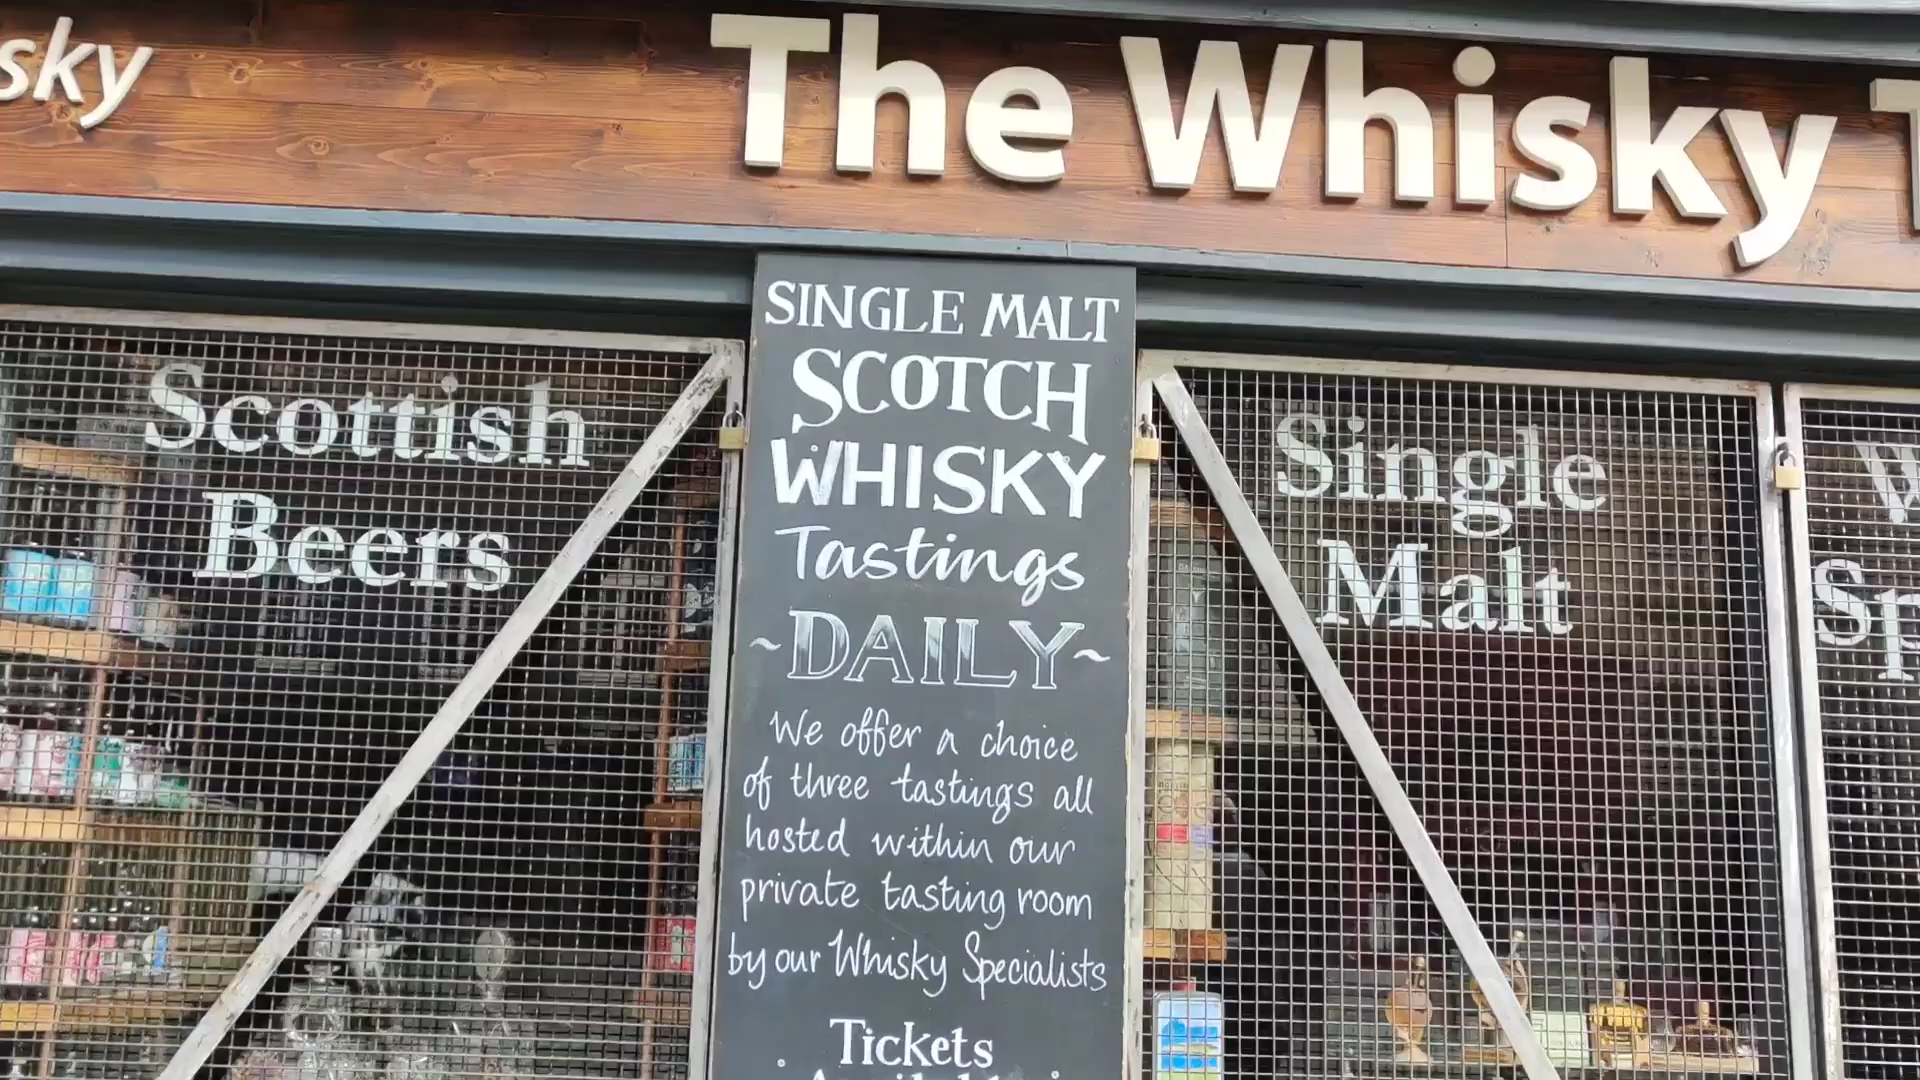 sky
The Whisky T
SINGLE MALT
SCOTCH
WHISKY
Tastings
~DAILY~
We offer a choice
of three tastings all
hosted within our
private tasting room
by our Whisky Specialists
Tickets
Scottish
Beers
Single
Malt
W
Sp